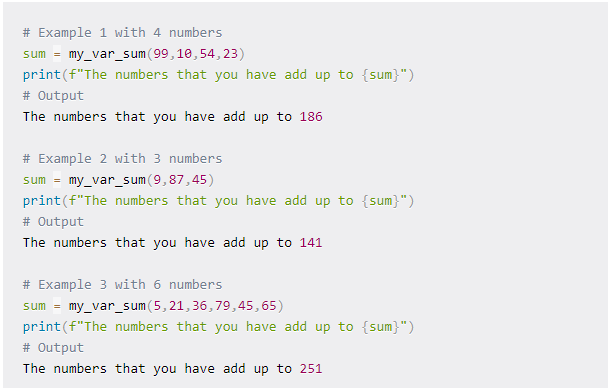 # Example 1 with 4 numbers
sum = my_var_sum(99,10,54,23)
print(f"The numbers that you have add up to {sum}")
# Output
The numbers that you have add up to 186
# Example 2 with 3 numbers
sum = my_var_sum(9,87,45)
print(f"The numbers that you have add up to {sum}")
# Output
The numbers that you have add up to 141
# Example 3 with 6 numbers
sum = my_var_sum(5,21,36,79,45,65)
print(f"The numbers that you have add up to {sum}")
# Output
The numbers that you have add up to 251